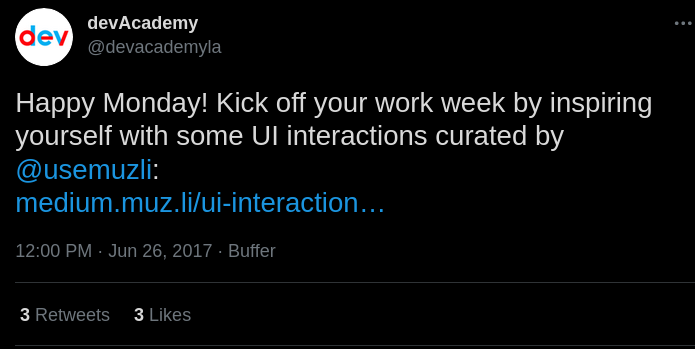 dev
devAcademy
@devacademyla
Happy Monday! Kick off your work week by inspiring
yourself with some UI interactions curated by
@usemuzli:
medium.muz.li/ui-interaction…
12:00 PM · Jun 26, 2017 · Buffer
3 Retweets 3 Likes